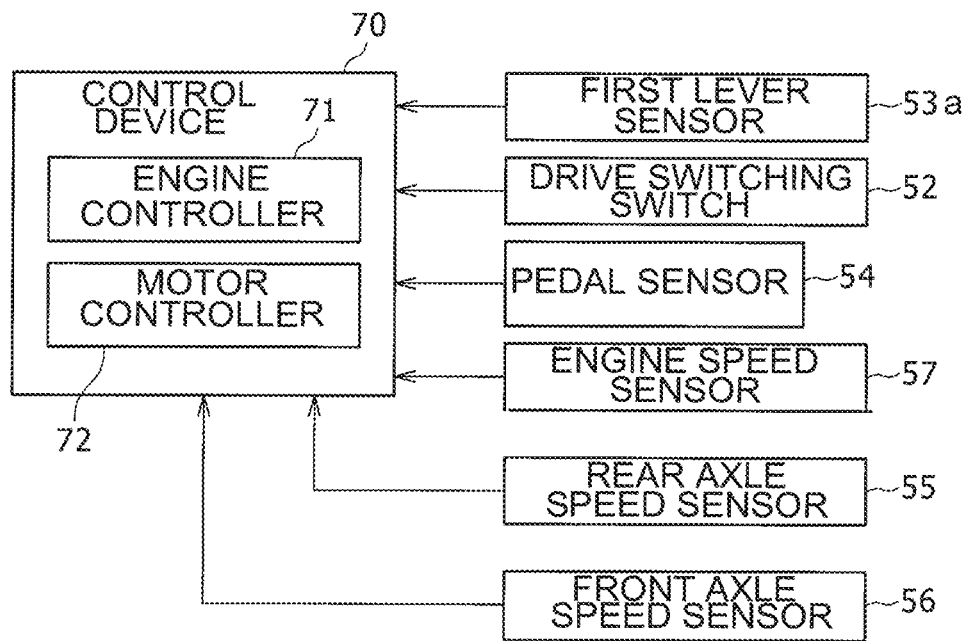 70
CONTROL
DEVICE
71
ENGINE
CONTROLLER
MOTOR
CONTROLLER
72
FIRST LEVER
SENSOR
53a
DRIVE SWITCHING
SWITCH
52
PEDAL SENSOR
54
ENGINE SPEED
SENSOR
57
REAR AXLE
SPEED SENSOR
55
FRONT AXLE
SPEED SENSOR
56